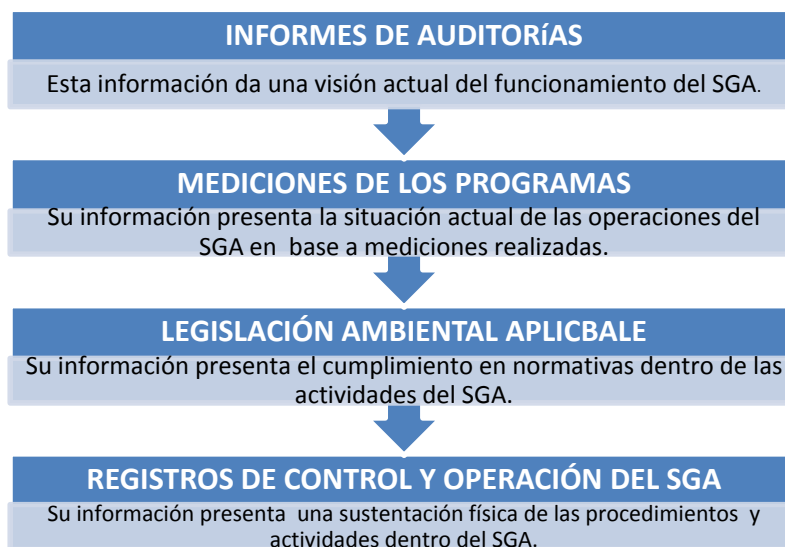 INFORMES DE AUDITORíAS
Esta información da una visión actual del funcionamiento del SGA.
MEDICIONES DE LOS PROGRAMAS
Su información presenta la situación actual de las operaciones del
SGA en base a mediciones realizadas.
LEGISLACIÓN AMBIENTAL APLICBALE
Su información presenta el cumplimiento en normativas dentro de las
actividades del SGA.
REGISTROS DE CONTROL Y OPERACIÓN DEL SGA
Su información presenta una sustentación física de las procedimientos y
actividades dentro del SGA.